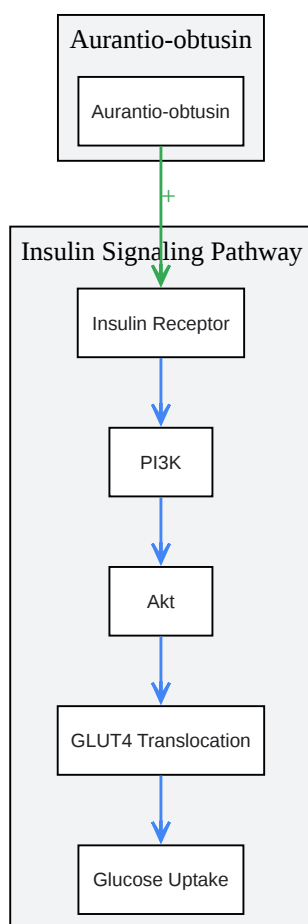 Aurantio-obtusin
Aurantio-obtusin
+
Insulin Signaling Pathway
Insulin Receptor
PI3K
Akt
GLUT4 Translocation
Glucose Uptake